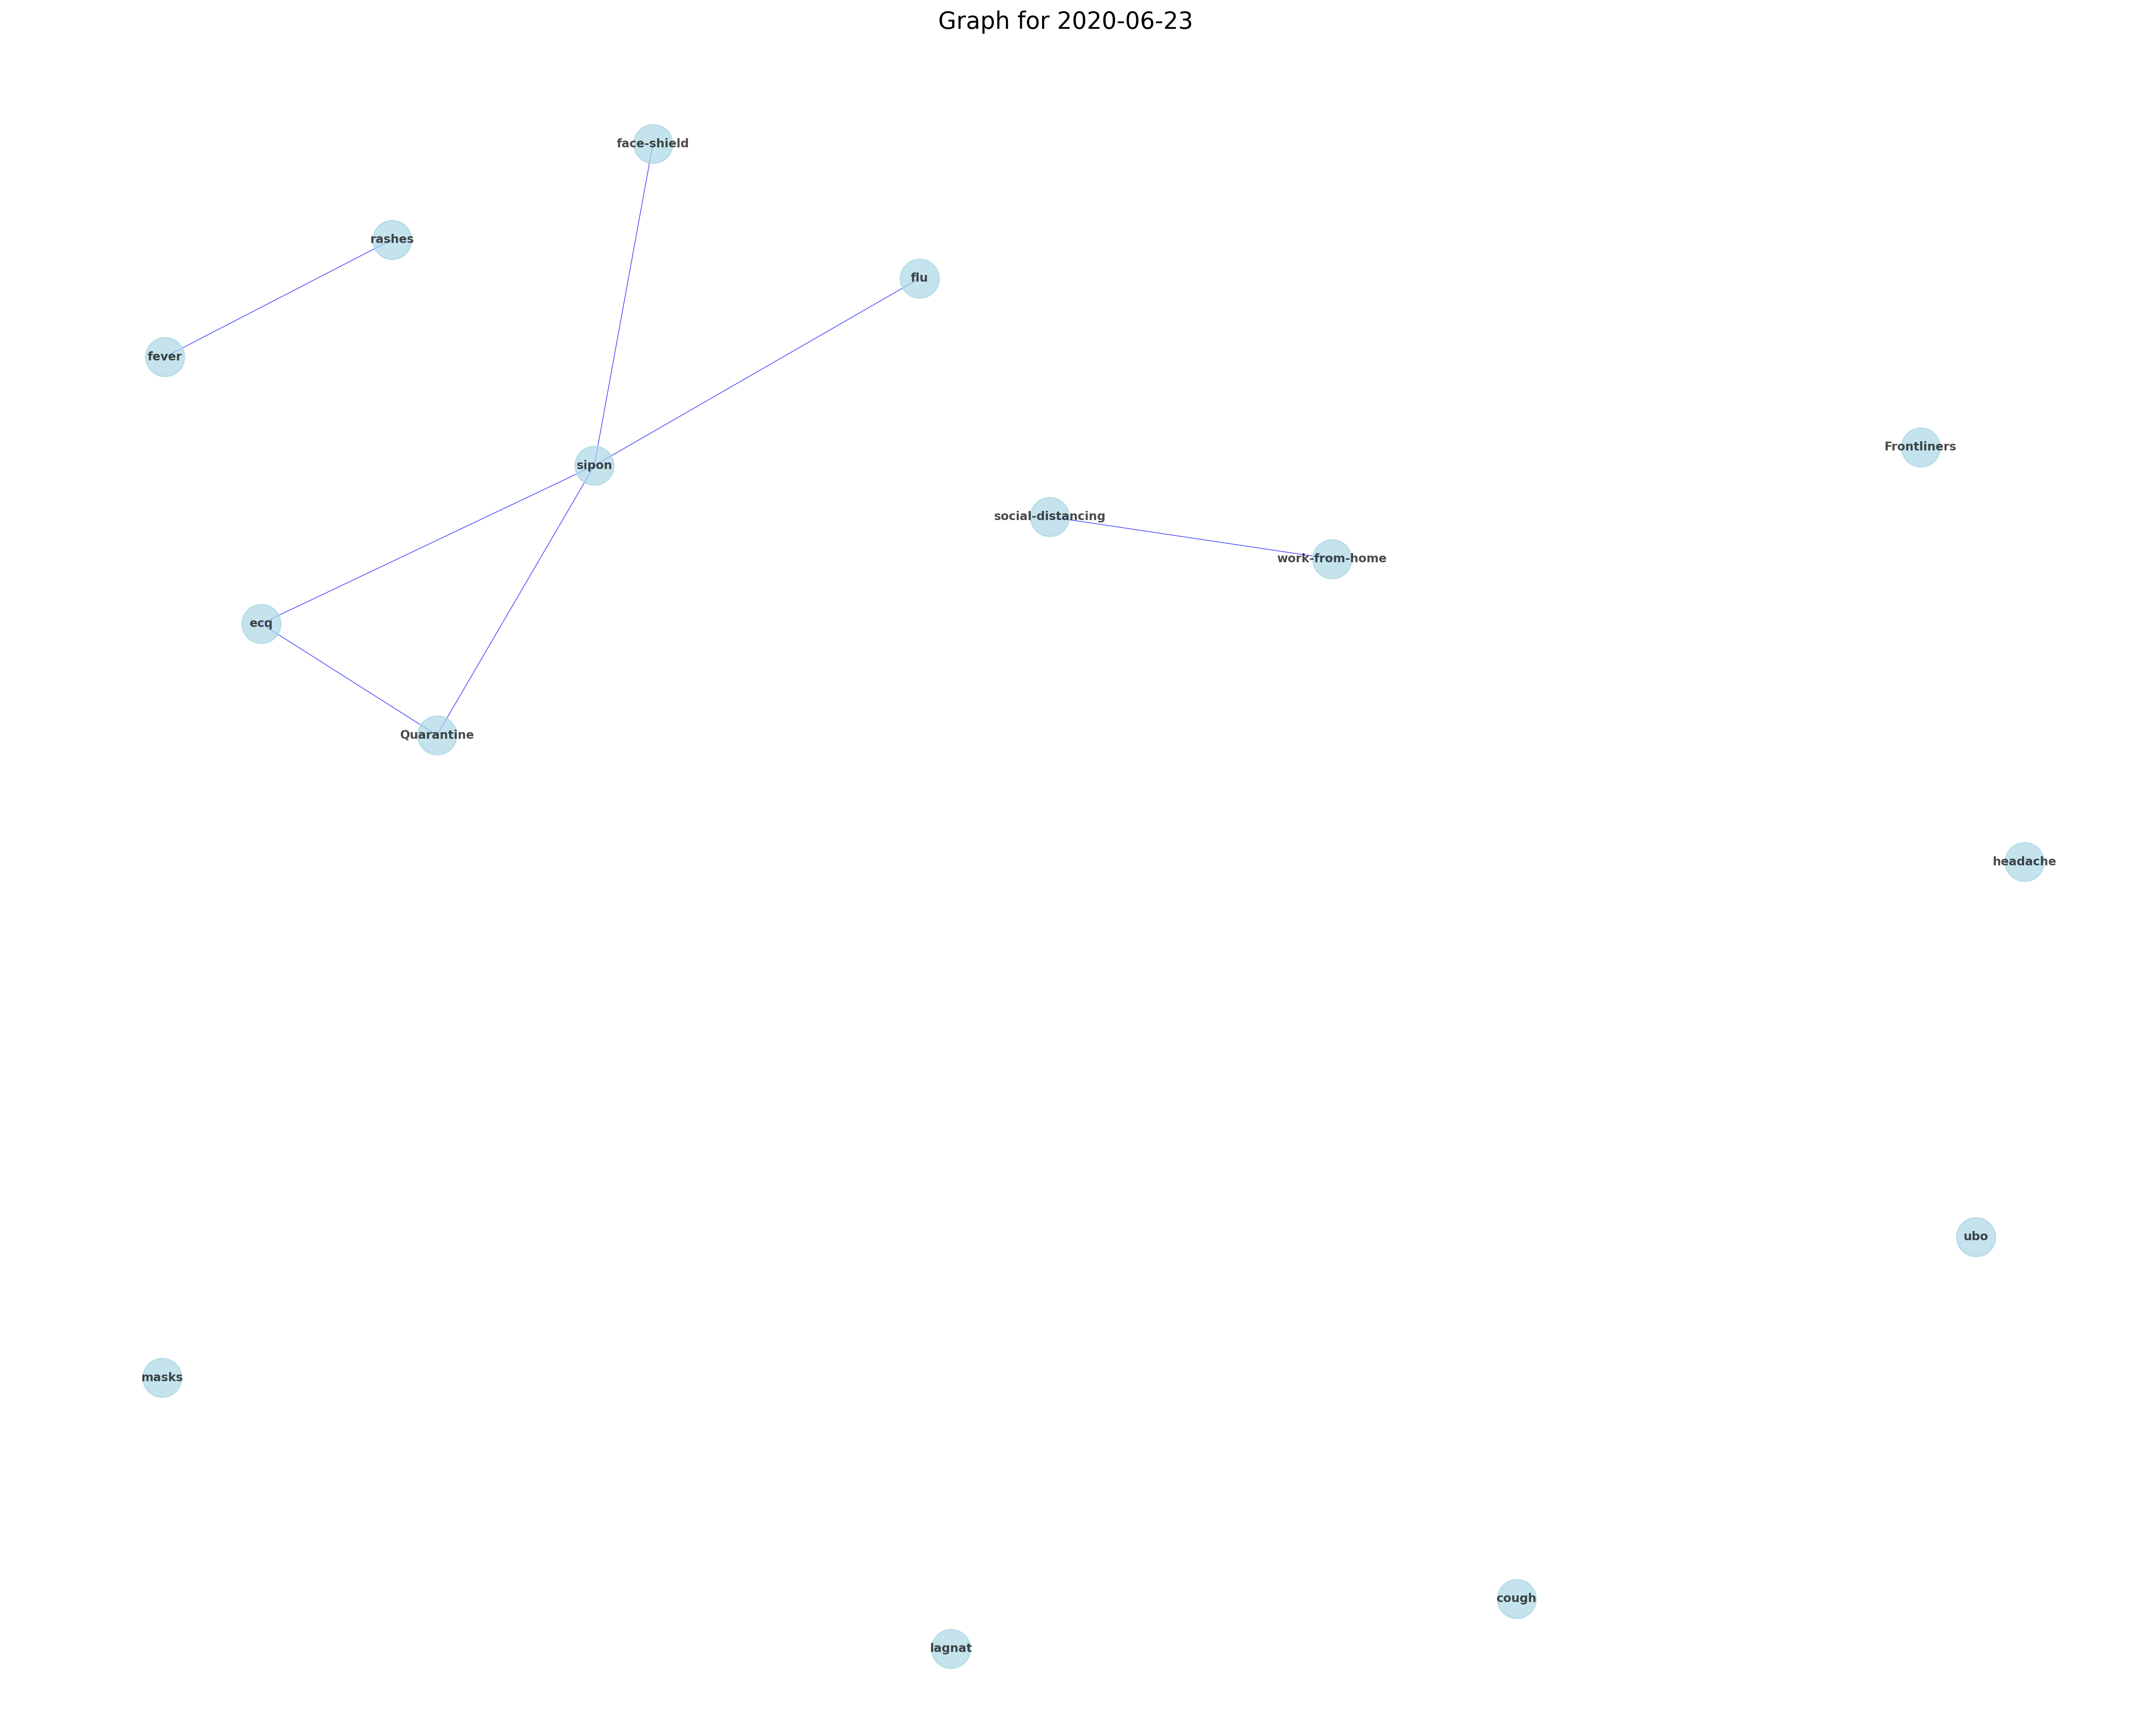 Graph for 2020-06-23
face-shield
rashes
flu
fever
Frontliners
sipon
social-distancing
work-from-home
ecq
Quarantine
headache
ubo
masks
cough
lagnat